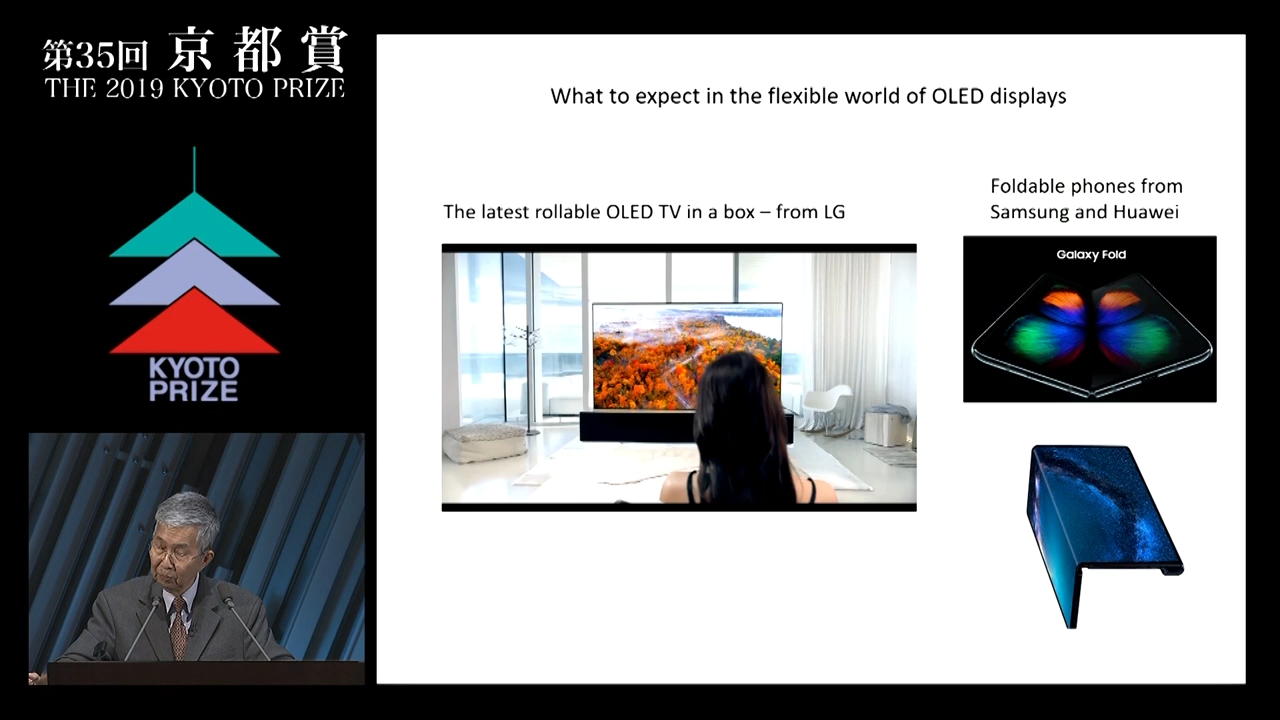 第35回 京都賞
THE 2019 KYOTO PRIZE
KYOTO
PRIZE
What to expect in the flexible world of OLED displays
The latest rollable OLED TV in a box – from LG
Foldable phones from
Samsung and Huawei
Galaxy Fold